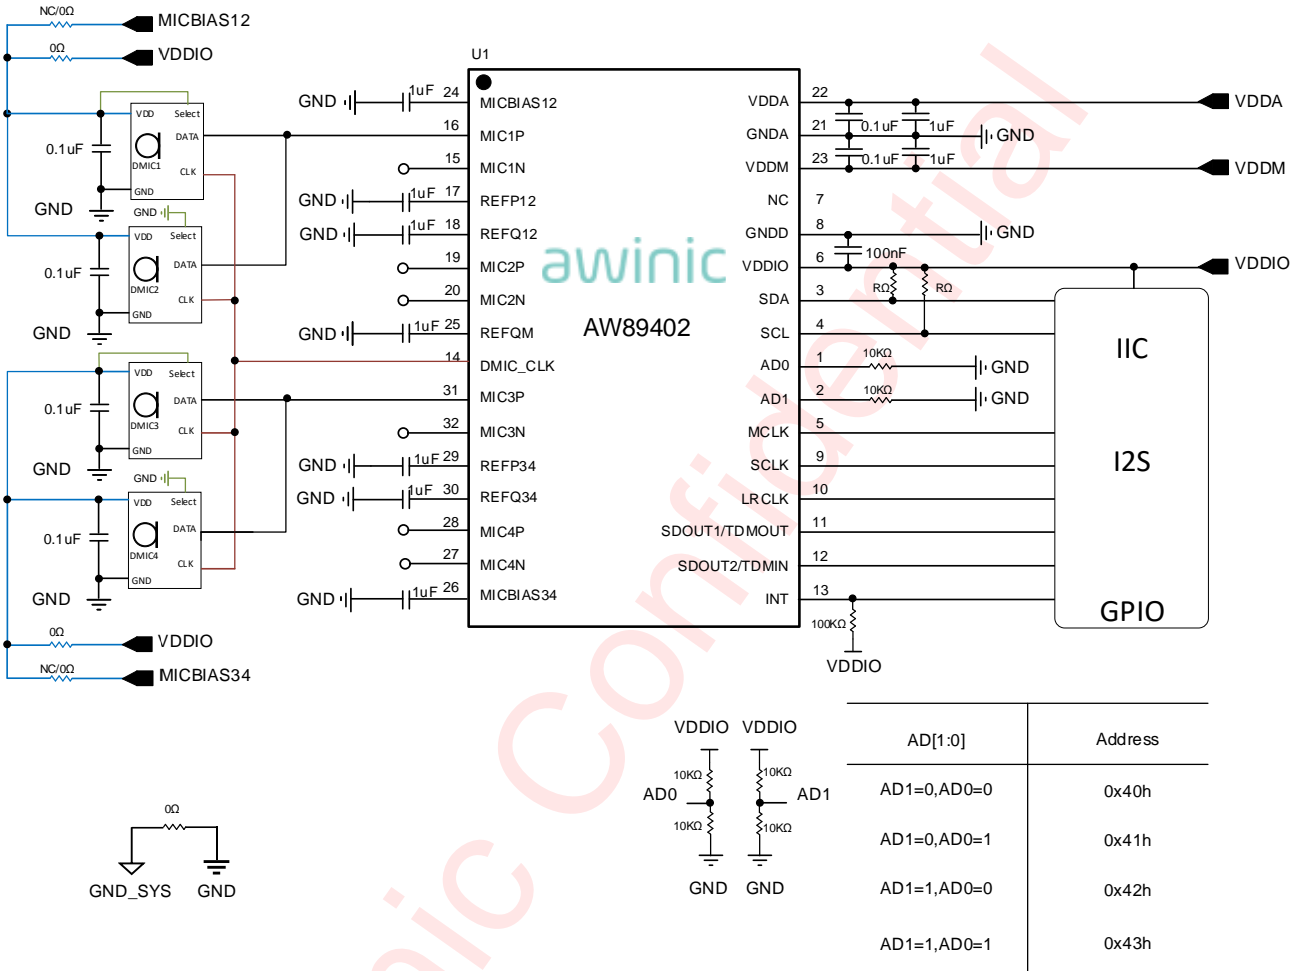 NC/0Ω
MICBIAS12
0Ω
VDDIO
VDD
Select
DATA
DMIC1
CLK
GND
0.1uF
GND
GND
VDD
Select
DATA
DMIC2
CLK
GND
0.1uF
GND
VDD
Select
DATA
DMIC3
CLK
GND
0.1uF
GND
GND
VDD
Select
DATA
DMIC4
CLK
GND
0.1uF
GND
0Ω
VDDIO
NC/0Ω
MICBIAS34
U1
GND 1uF 24 MICBIAS12
16 MIC1P
15 MIC1N
GND 1uF 17 REFP12
GND 1uF 18 REFQ12
19 MIC2P
20 MIC2N
GND 1uF 25 REFQM
14 DMIC_CLK
31 MIC3P
32 MIC3N
GND 1uF 29 REFP34
GND 1uF 30 REFQ34
28 MIC4P
27 MIC4N
GND 1uF 26 MICBIAS34
awinic
AW89402
VDDA 22 VDDA
0.1uF 1uF
GNDA 21 GND
0.1uF 1uF
VDDM 23 VDDM
NC 7
GNDD 8 GND
100nF
VDDIO 6 VDDIO
RΩ RΩ
SDA 3
SCL 4
AD0 1 10KΩ GND
AD1 2 10KΩ GND
MCLK 5
SCLK 9
LRCLK 10
SDOUT1/TDMOUT 11
SDOUT2/TDMIN 12
INT 13
100KΩ
VDDIO
IIC
I2S
GPIO
VDDIO VDDIO
10KΩ 10KΩ
AD0 AD1
10KΩ 10KΩ
GND GND
AD[1:0] Address
AD1=0,AD0=0 0x40h
AD1=0,AD0=1 0x41h
AD1=1,AD0=0 0x42h
AD1=1,AD0=1 0x43h
0Ω
GND_SYS GND
nic Confidential